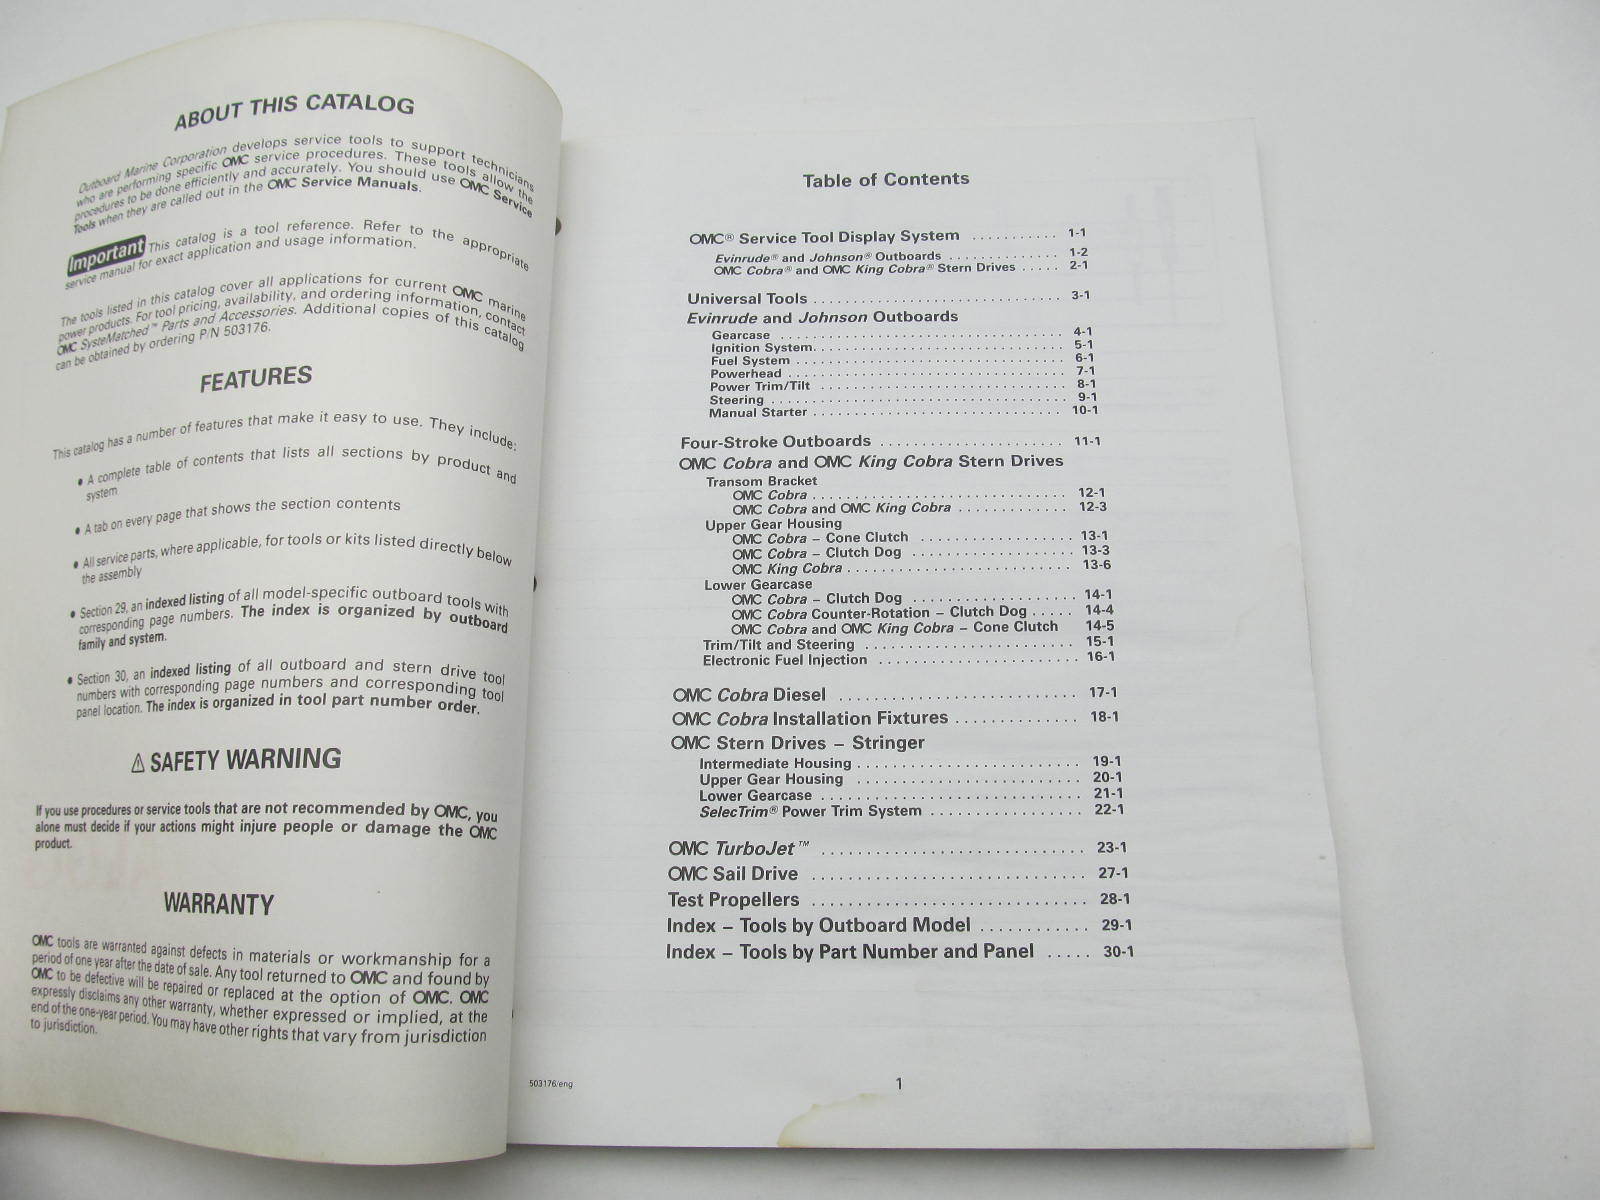 ABOUT THIS CATALOG
Outboard Marine Corporation develops service tools to support technicians
who are performing specific OMC service procedures. These tools allow the
procedures to be done efficiently and accurately. You should use OMC Service
Tools when they are called out in the OMC Service Manuals.
Important This catalog is a tool reference. Refer to the appropriate
service manual for exact application and usage information.
The tools listed in this catalog cover all applications for current OMC marine
power products. For tool pricing, availability, and ordering information, contact
OMC SysteMatched™ Parts and Accessories. Additional copies of this catalog
can be obtained by ordering P/N 503176.
FEATURES
This catalog has a number of features that make it easy to use. They include:
• A complete table of contents that lists all sections by product and
system
• A tab on every page that shows the section contents
• All service parts, where applicable, for tools or kits listed directly below
the assembly
• Section 29, an indexed listing of all model-specific outboard tools with
corresponding page numbers. The index is organized by outboard
family and system.
• Section 30, an indexed listing of all outboard and stern drive tool
numbers with corresponding page numbers and corresponding tool
panel location. The index is organized in tool part number order.
⚠ SAFETY WARNING
If you use procedures or service tools that are not recommended by OMC, you
alone must decide if your actions might injure people or damage the OMC
product.
WARRANTY
OMC tools are warranted against defects in materials or workmanship for a
period of one year after the date of sale. Any tool returned to OMC and found by
OMC to be defective will be repaired or replaced at the option of OMC. OMC
expressly disclaims any other warranty, whether expressed or implied, at the
end of the one-year period. You may have other rights that vary from jurisdiction
to jurisdiction.
Table of Contents
OMC® Service Tool Display System ........... 1-1
Evinrude® and Johnson® Outboards .............. 1-2
OMC Cobra® and OMC King Cobra® Stern Drives ..... 2-1
Universal Tools ............................... 3-1
Evinrude and Johnson Outboards
Gearcase .................................. 4-1
Ignition System.............................. 5-1
Fuel System ................................ 6-1
Powerhead ................................. 7-1
Power Trim/Tilt .............................. 8-1
Steering .................................... 9-1
Manual Starter .............................. 10-1
Four-Stroke Outboards ...................... 11-1
OMC Cobra and OMC King Cobra Stern Drives
Transom Bracket
OMC Cobra ............................... 12-1
OMC Cobra and OMC King Cobra ............. 12-3
Upper Gear Housing
OMC Cobra – Cone Clutch .................. 13-1
OMC Cobra – Clutch Dog ................... 13-3
OMC King Cobra ........................... 13-6
Lower Gearcase
OMC Cobra – Clutch Dog .................... 14-1
OMC Cobra Counter-Rotation – Clutch Dog ..... 14-4
OMC Cobra and OMC King Cobra – Cone Clutch 14-5
Trim/Tilt and Steering ......................... 15-1
Electronic Fuel Injection ........................ 16-1
OMC Cobra Diesel ........................... 17-1
OMC Cobra Installation Fixtures .............. 18-1
OMC Stern Drives – Stringer
Intermediate Housing .......................... 19-1
Upper Gear Housing .......................... 20-1
Lower Gearcase .............................. 21-1
SelecTrim® Power Trim System ................. 22-1
OMC TurboJet™ ............................. 23-1
OMC Sail Drive .............................. 27-1
Test Propellers .............................. 28-1
Index – Tools by Outboard Model ............ 29-1
Index – Tools by Part Number and Panel ..... 30-1
503176/eng
1